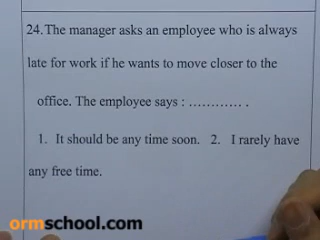 24.The manager asks an employee who is always
late for work if he wants to move closer to the
office. The employee says : ............ .
1. It should be any time soon. 2. I rarely have
any free time.
ormschool.com